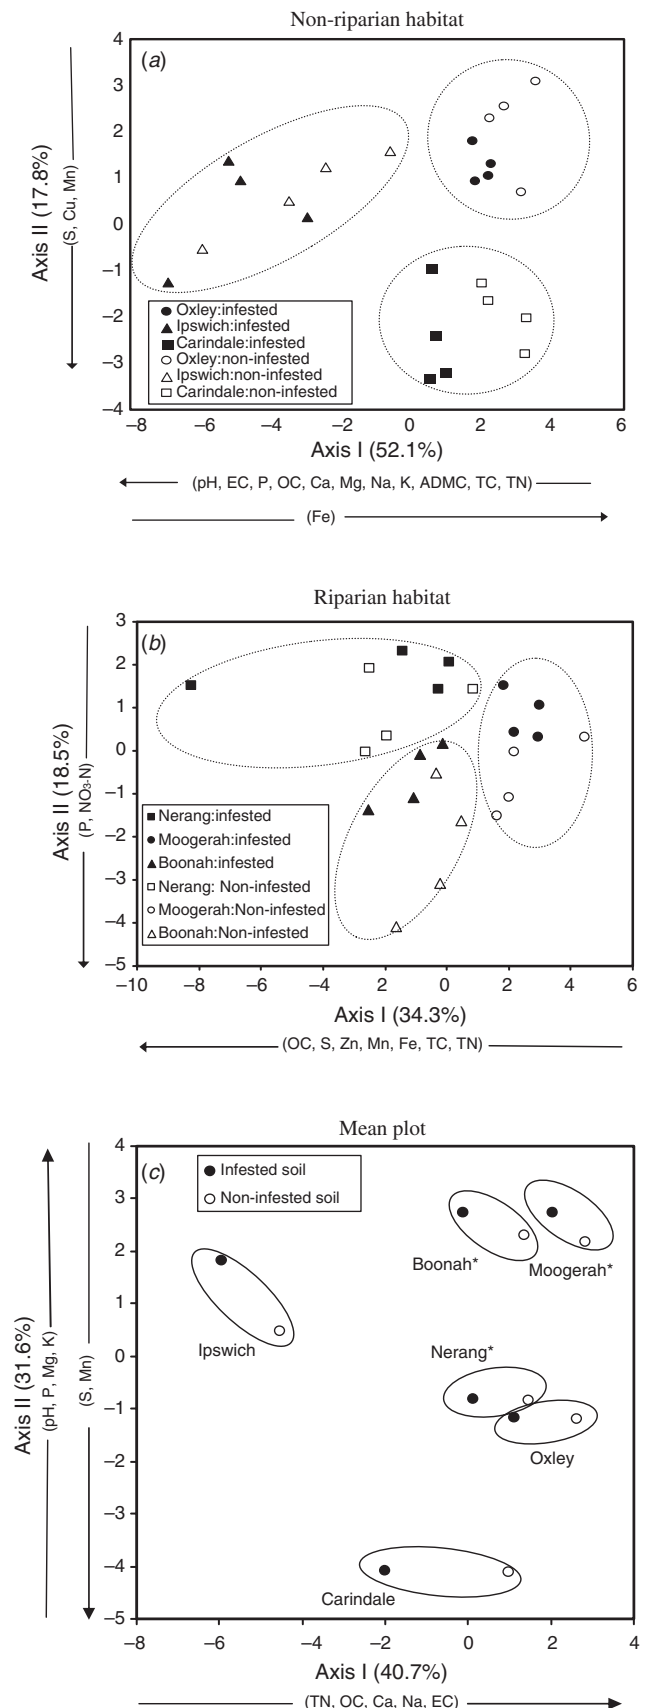 Non-riparian habitat
(a)
4
3
2
1
0
–1
–2
–3
–4
Axis II (17.8%)
(S, Cu, Mn)
Oxley:infested
Ipswich:infested
Carindale:infested
Oxley:non-infested
Ipswich:non-infested
Carindale:non-infested
–8 –6 –4 –2 0 2 4 6
Axis I (52.1%)
(pH, EC, P, OC, Ca, Mg, Na, K, ADMC, TC, TN)
(Fe)
Riparian habitat
(b)
3
2
1
0
–1
–2
–3
–4
–5
Axis II (18.5%)
(P, NO3-N)
Nerang:infested
Moogerah:infested
Boonah:infested
Nerang: Non-infested
Moogerah:Non-infested
Boonah:Non-infested
–10 –8 –6 –4 –2 0 2 4 6
Axis I (34.3%)
(OC, S, Zn, Mn, Fe, TC, TN)
Mean plot
(c)
4
3
2
1
0
–1
–2
–3
–4
–5
Axis II (31.6%)
(pH, P, Mg, K)
(S, Mn)
Infested soil
Non-infested soil
Boonah*
Moogerah*
Ipswich
Nerang*
Oxley
Carindale
–8 –6 –4 –2 0 2 4
Axis I (40.7%)
(TN, OC, Ca, Na, EC)